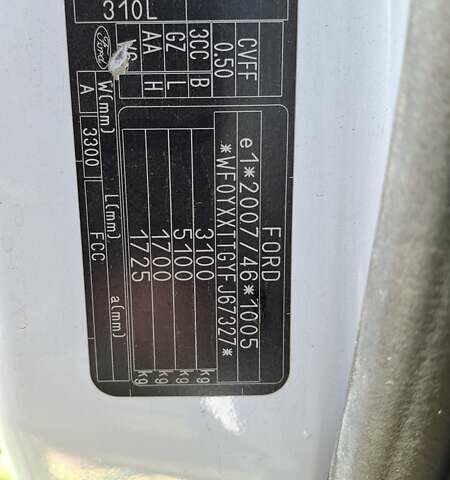 FORD
e1*2007/46*1005
*WF0YXXTTGYFJ67327*
3100 kg
5100 kg
1700 kg
1725 kg
CVFF
0.50
3CC B
GZ L
AA H
Ford
310L
W(mm) L(mm) a(mm)
A 3300 FCC